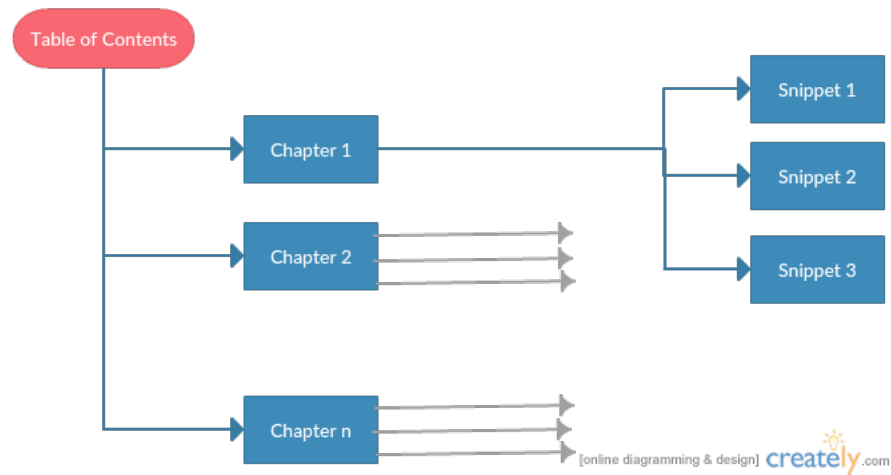 Table of Contents
Snippet 1
Chapter 1
Snippet 2
Chapter 2
Snippet 3
Chapter n
[online diagramming & design] creately.com